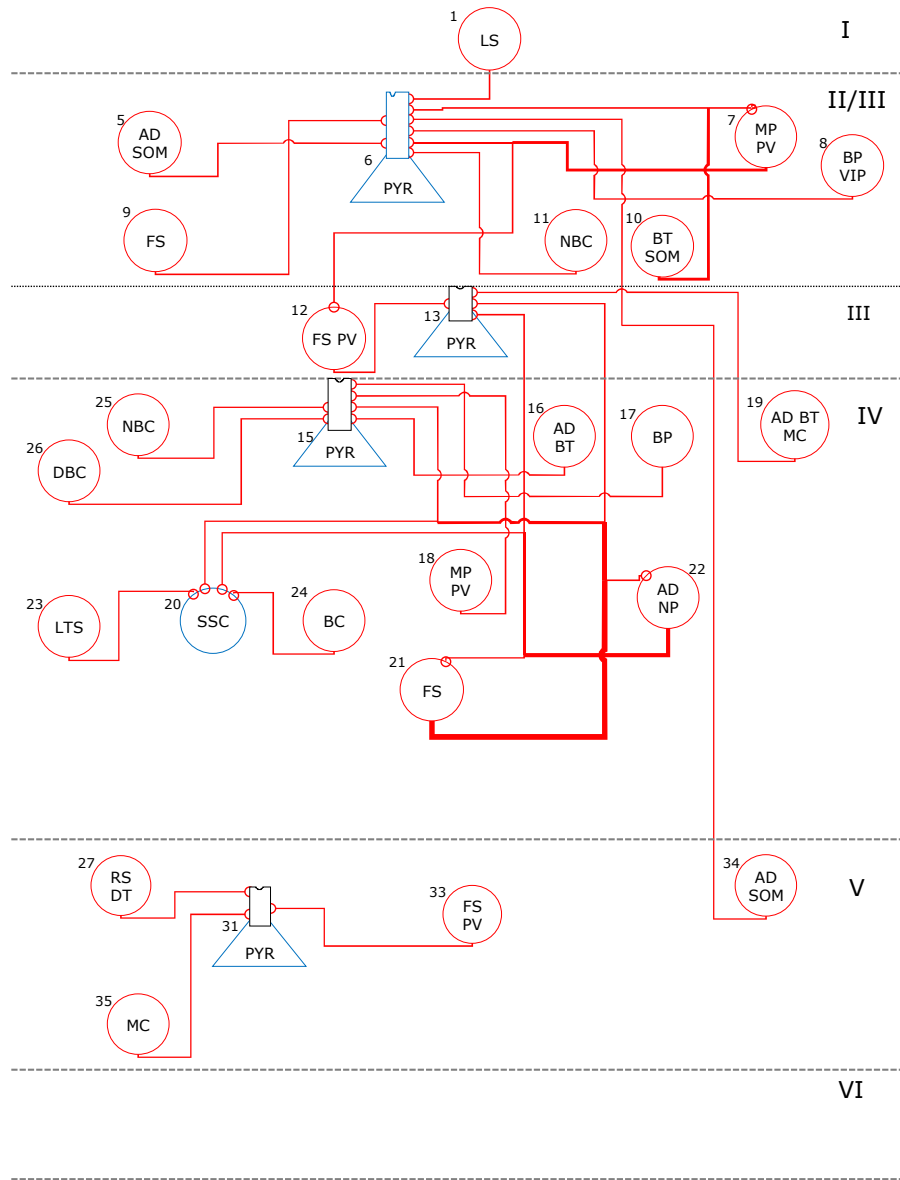 1
LS
I
II/III
5
AD
SOM
6
PYR
7
MP
PV
8
BP
VIP
9
FS
11
NBC
10
BT
SOM
12
FS PV
13
PYR
III
25
NBC
15
PYR
16
AD
BT
17
BP
19
AD BT
MC
IV
26
DBC
18
MP
PV
22
AD
NP
23
LTS
20
SSC
24
BC
21
FS
27
RS
DT
31
PYR
33
FS
PV
34
AD
SOM
V
35
MC
VI